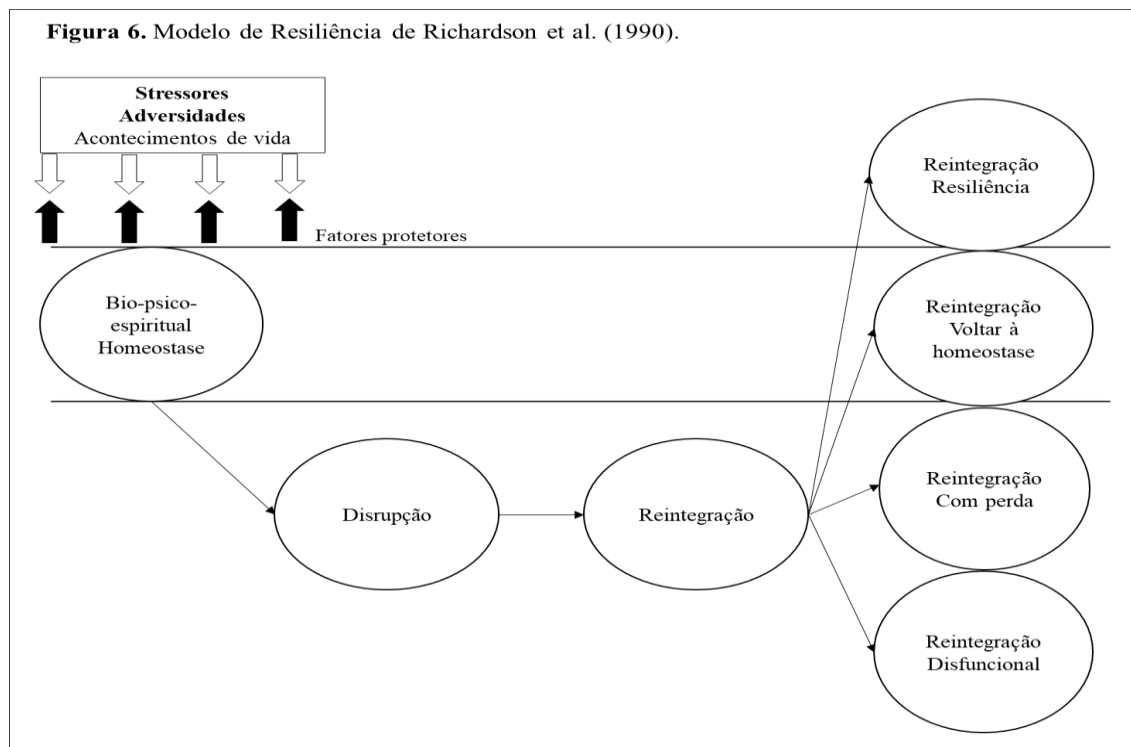 Figura 6. Modelo de Resiliência de Richardson et al. (1990).
Stressores
Adversidades
Acontecimentos de vida
Fatores protetores
Bio-psico-
espiritual
Homeostase
Disrupção
Reintegração
Reintegração
Resiliência
Reintegração
Voltar à
homeostase
Reintegração
Com perda
Reintegração
Disfuncional